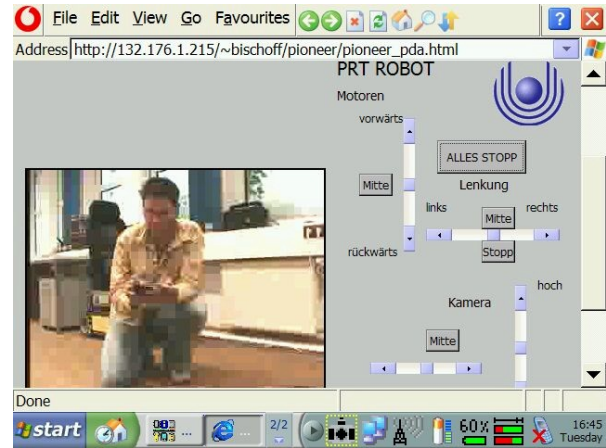 File Edit View Go Favourites ?
Address http://132.176.1.215/~bischoff/pioneer/pioneer_pda.html
PRT ROBOT
Motoren
vorwärts
ALLES STOPP
Mitte
Lenkung
links
rechts
Mitte
rückwärts
Stopp
hoch
Kamera
Mitte
Done
start ... ... 2/2 60% 16:45
Tuesday